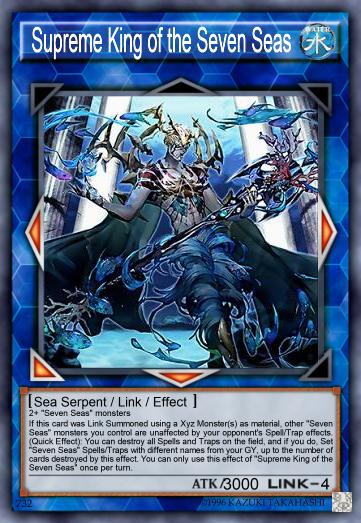 Supreme King of the Seven Seas
WATER
水
[Sea Serpent / Link / Effect ]
2+ "Seven Seas" monsters
If this card was Link Summoned using a Xyz Monster(s) as material, other "Seven
Seas" monsters you control are unaffected by your opponent's Spell/Trap effects.
(Quick Effect): You can destroy all Spells and Traps on the field, and if you do, Set
"Seven Seas" Spells/Traps with different names from your GY, up to the number of
cards destroyed by this effect. You can only use this effect of "Supreme King of the
Seven Seas" once per turn.
ATK/3000 LINK-4
732 ©1996 KAZUKI TAKAHASHI